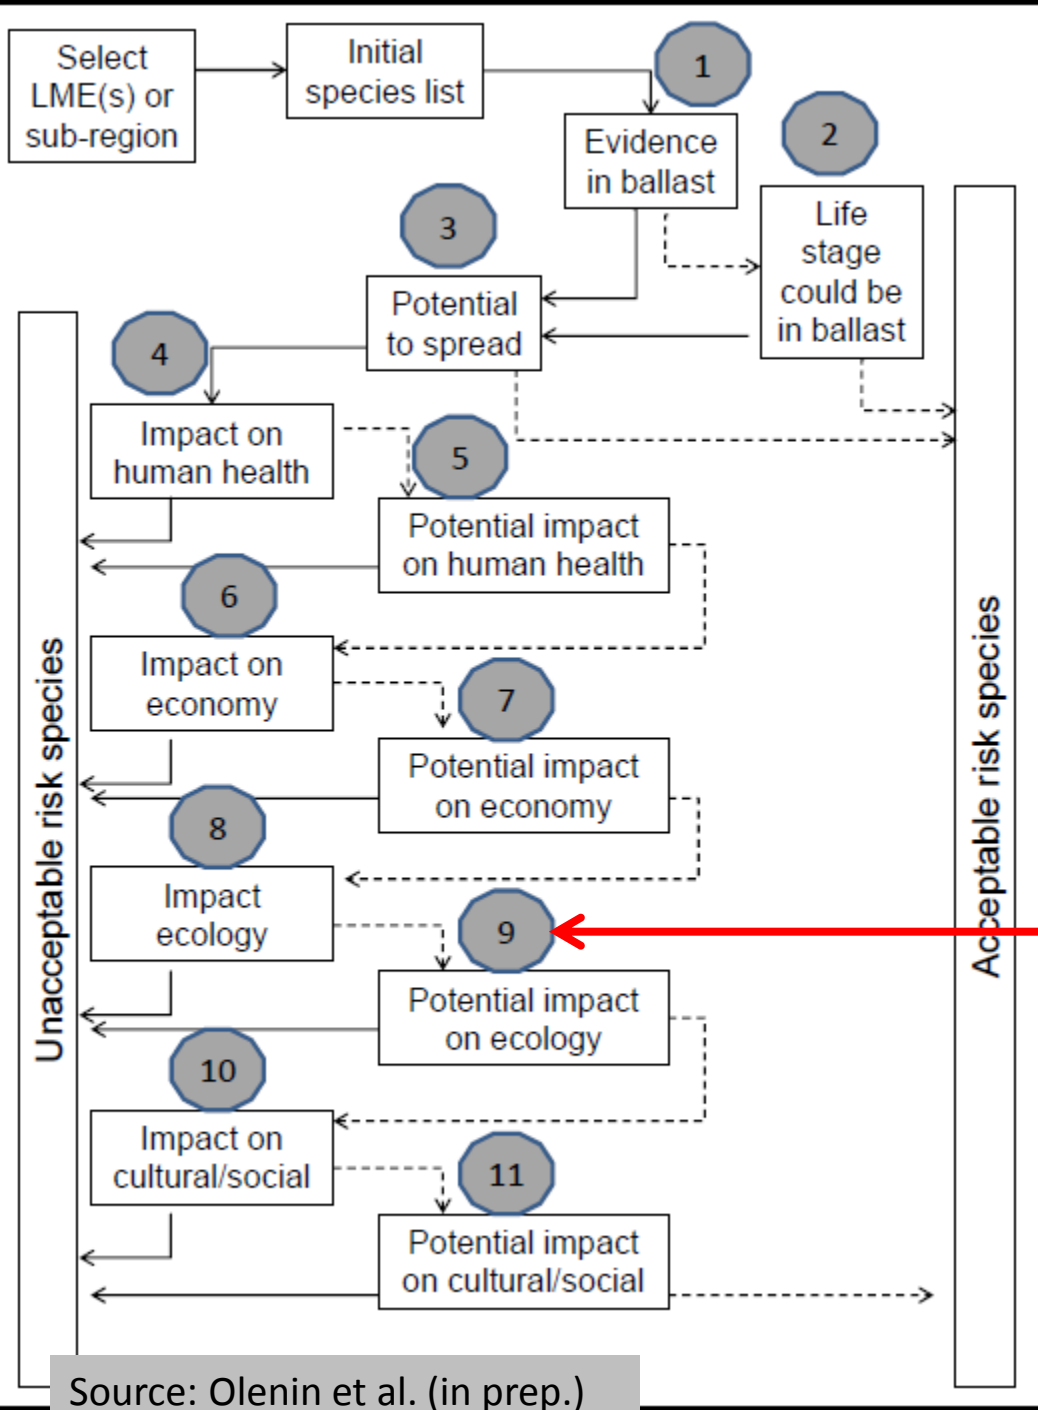 Select
LME(s) or
sub-region
Initial
species list
1
Evidence
in ballast
2
Life
stage
could be
in ballast
3
Potential
to spread
4
Impact on
human health
5
Potential impact
on human health
6
Impact on
economy
7
Potential impact
on economy
8
Impact
ecology
9
Potential impact
on ecology
10
Impact on
cultural/social
11
Potential impact
on cultural/social
Unacceptable risk species
Acceptable risk species
Source: Olenin et al. (in prep.)